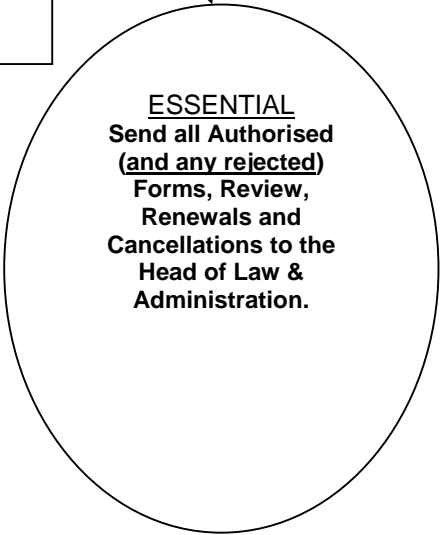 ESSENTIAL
Send all Authorised
(and any rejected)
Forms, Review,
Renewals and
Cancellations to the
Head of Law &
Administration.